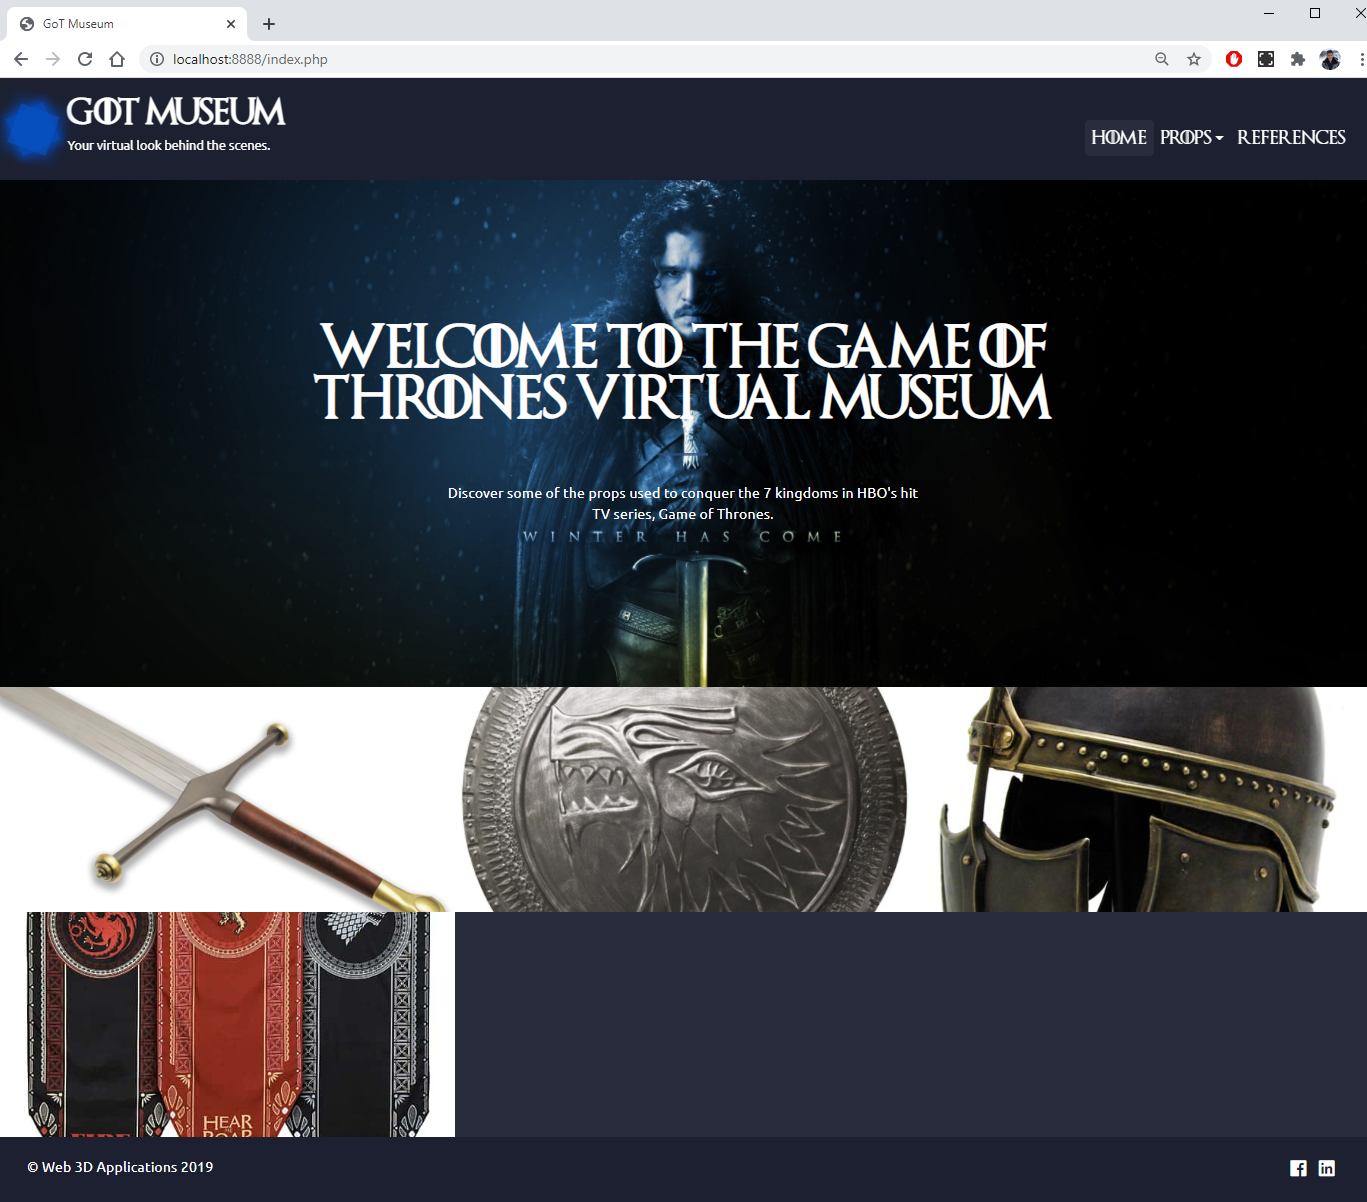 GoT Museum
localhost:8888/index.php
GOT MUSEUM
Your virtual look behind the scenes.
HOME PROPS REFERENCES
WELCOME TO THE GAME OF
THRONES VIRTUAL MUSEUM
Discover some of the props used to conquer the 7 kingdoms in HBO's hit
TV series, Game of Thrones.
WINTER HAS COME
HEAR
© Web 3D Applications 2019